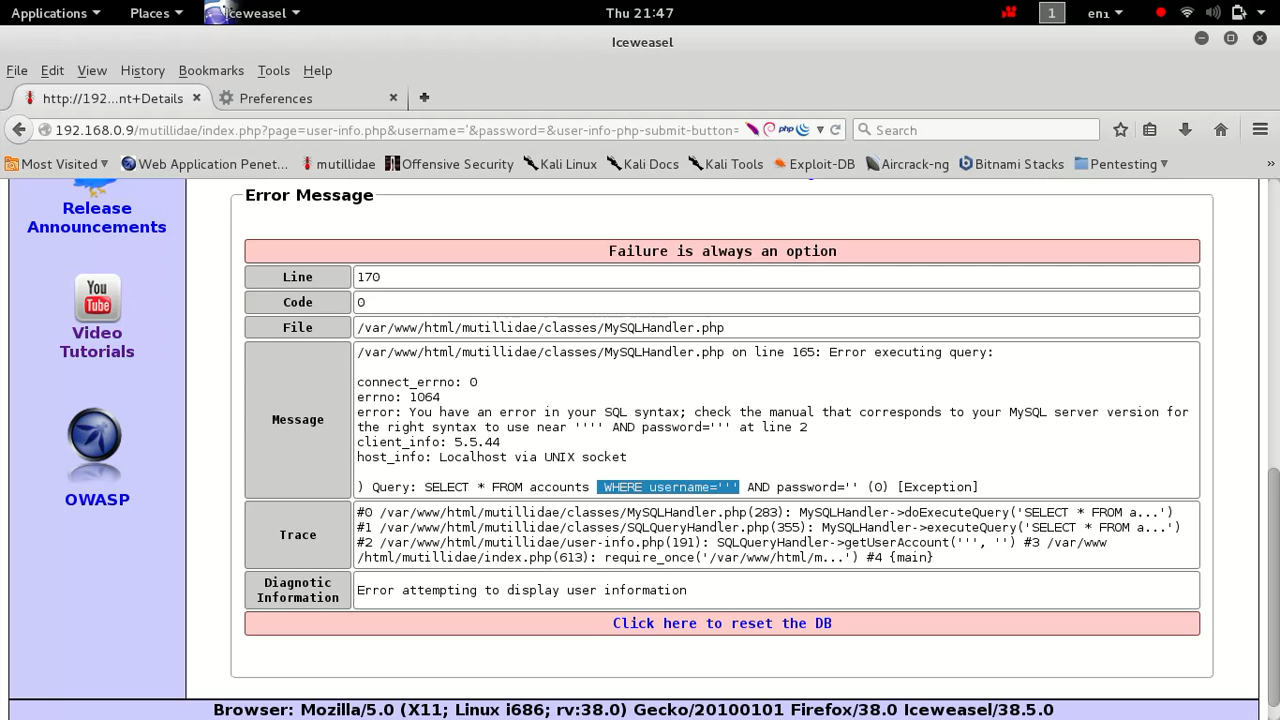 Applications Places Iceweasel Thu 21:47 1 en1
Iceweasel
File Edit View History Bookmarks Tools Help
http://192...nt+Details Preferences
192.168.0.9/mutillidae/index.php?page=user-info.php&username='&password=&user-info-php-submit-button= php Search
Most Visited Web Application Penet... mutillidae Offensive Security Kali Linux Kali Docs Kali Tools Exploit-DB Aircrack-ng Bitnami Stacks Pentesting »
Release
Announcements
You
Tube
Video
Tutorials
OWASP
Error Message
Failure is always an option
Line 170
Code 0
File /var/www/html/mutillidae/classes/MySQLHandler.php
Message /var/www/html/mutillidae/classes/MySQLHandler.php on line 165: Error executing query:
connect_errno: 0
errno: 1064
error: You have an error in your SQL syntax; check the manual that corresponds to your MySQL server version for
the right syntax to use near '''' AND password=''' at line 2
client_info: 5.5.44
host_info: Localhost via UNIX socket
) Query: SELECT * FROM accounts WHERE username=''' AND password='' (0) [Exception]
Trace #0 /var/www/html/mutillidae/classes/MySQLHandler.php(283): MySQLHandler->doExecuteQuery('SELECT * FROM a...')
#1 /var/www/html/mutillidae/classes/SQLQueryHandler.php(355): MySQLHandler->executeQuery('SELECT * FROM a...')
#2 /var/www/html/mutillidae/user-info.php(191): SQLQueryHandler->getUserAccount(''', '') #3 /var/www
/html/mutillidae/index.php(613): require_once('/var/www/html/m...') #4 {main}
Diagnostic
Information Error attempting to display user information
Click here to reset the DB
Browser: Mozilla/5.0 (X11; Linux i686; rv:38.0) Gecko/20100101 Firefox/38.0 Iceweasel/38.5.0